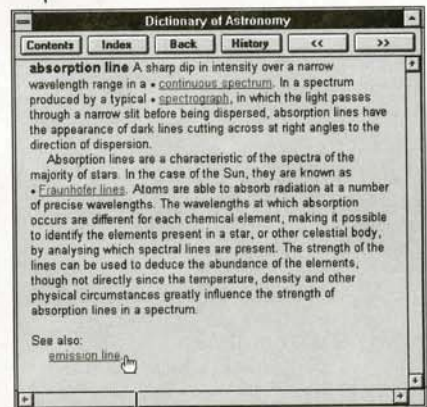 Dictionary of Astronomy
Contents Index Back History << >>
absorption line A sharp dip in intensity over a narrow
wavelength range in a • continuous spectrum. In a spectrum
produced by a typical • spectrograph, in which the light passes
through a narrow slit before being dispersed, absorption lines have
the appearance of dark lines cutting across at right angles to the
direction of dispersion.
Absorption lines are a characteristic of the spectra of the
majority of stars. In the case of the Sun, they are known as
• Fraunhofer lines. Atoms are able to absorb radiation at a number
of precise wavelengths. The wavelengths at which absorption
occurs are different for each chemical element, making it possible
to identify the elements present in a star, or other celestial body,
by analysing which spectral lines are present. The strength of the
lines can be used to deduce the abundance of the elements,
though not directly since the temperature, density and other
physical circumstances greatly influence the strength of
absorption lines in a spectrum.
See also:
emission line